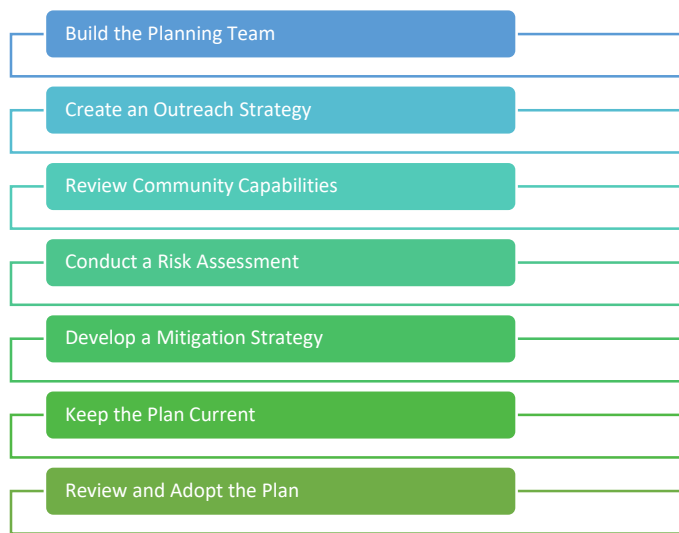 Build the Planning Team
Create an Outreach Strategy
Review Community Capabilities
Conduct a Risk Assessment
Develop a Mitigation Strategy
Keep the Plan Current
Review and Adopt the Plan